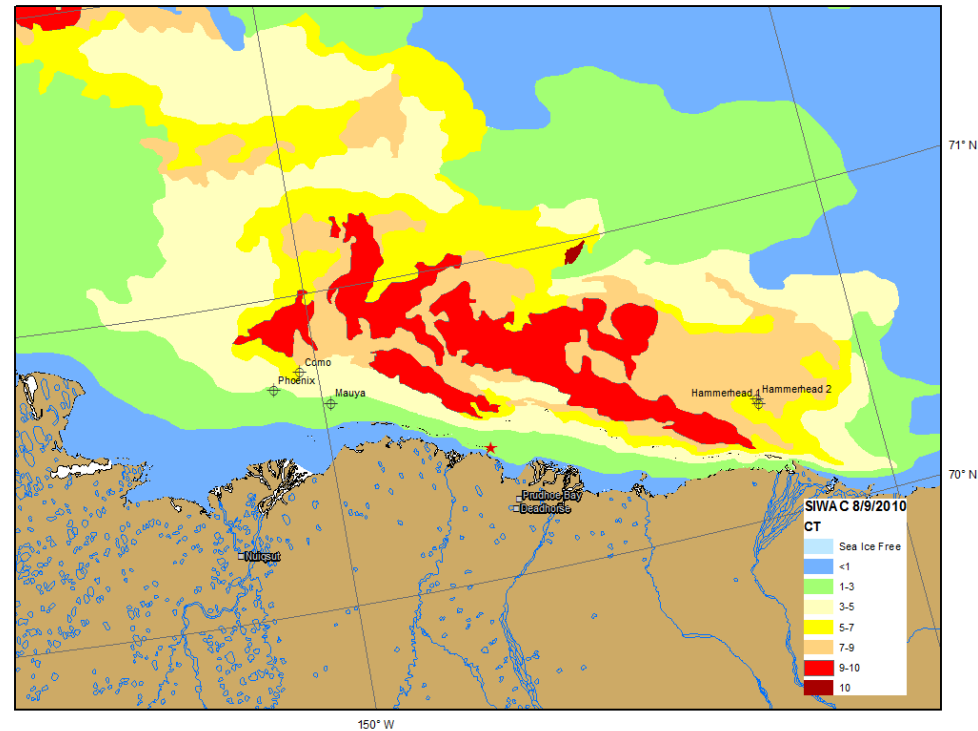 71° N
Como
Phoenix
Mauya
Hammerhead 1
Hammerhead 2
70° N
Prudhoe Bay
Deadhorse
Nuiqsut
SIWAC 8/9/2010
CT
Sea Ice Free
<1
1-3
3-5
5-7
7-9
9-10
10
150° W